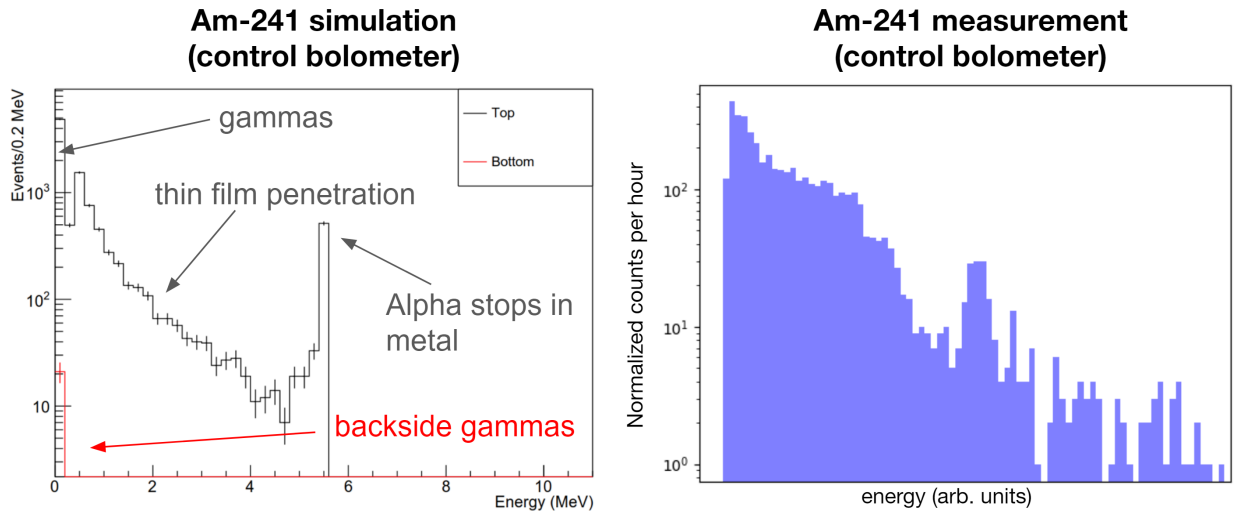 Am-241 simulation
(control bolometer)
Events/0.2 MeV
10³
10²
10
0
2
4
6
8
10
Energy (MeV)
Top
Bottom
gammas
thin film penetration
Alpha stops in
metal
backside gammas
Am-241 measurement
(control bolometer)
Normalized counts per hour
10²
10¹
10⁰
energy (arb. units)